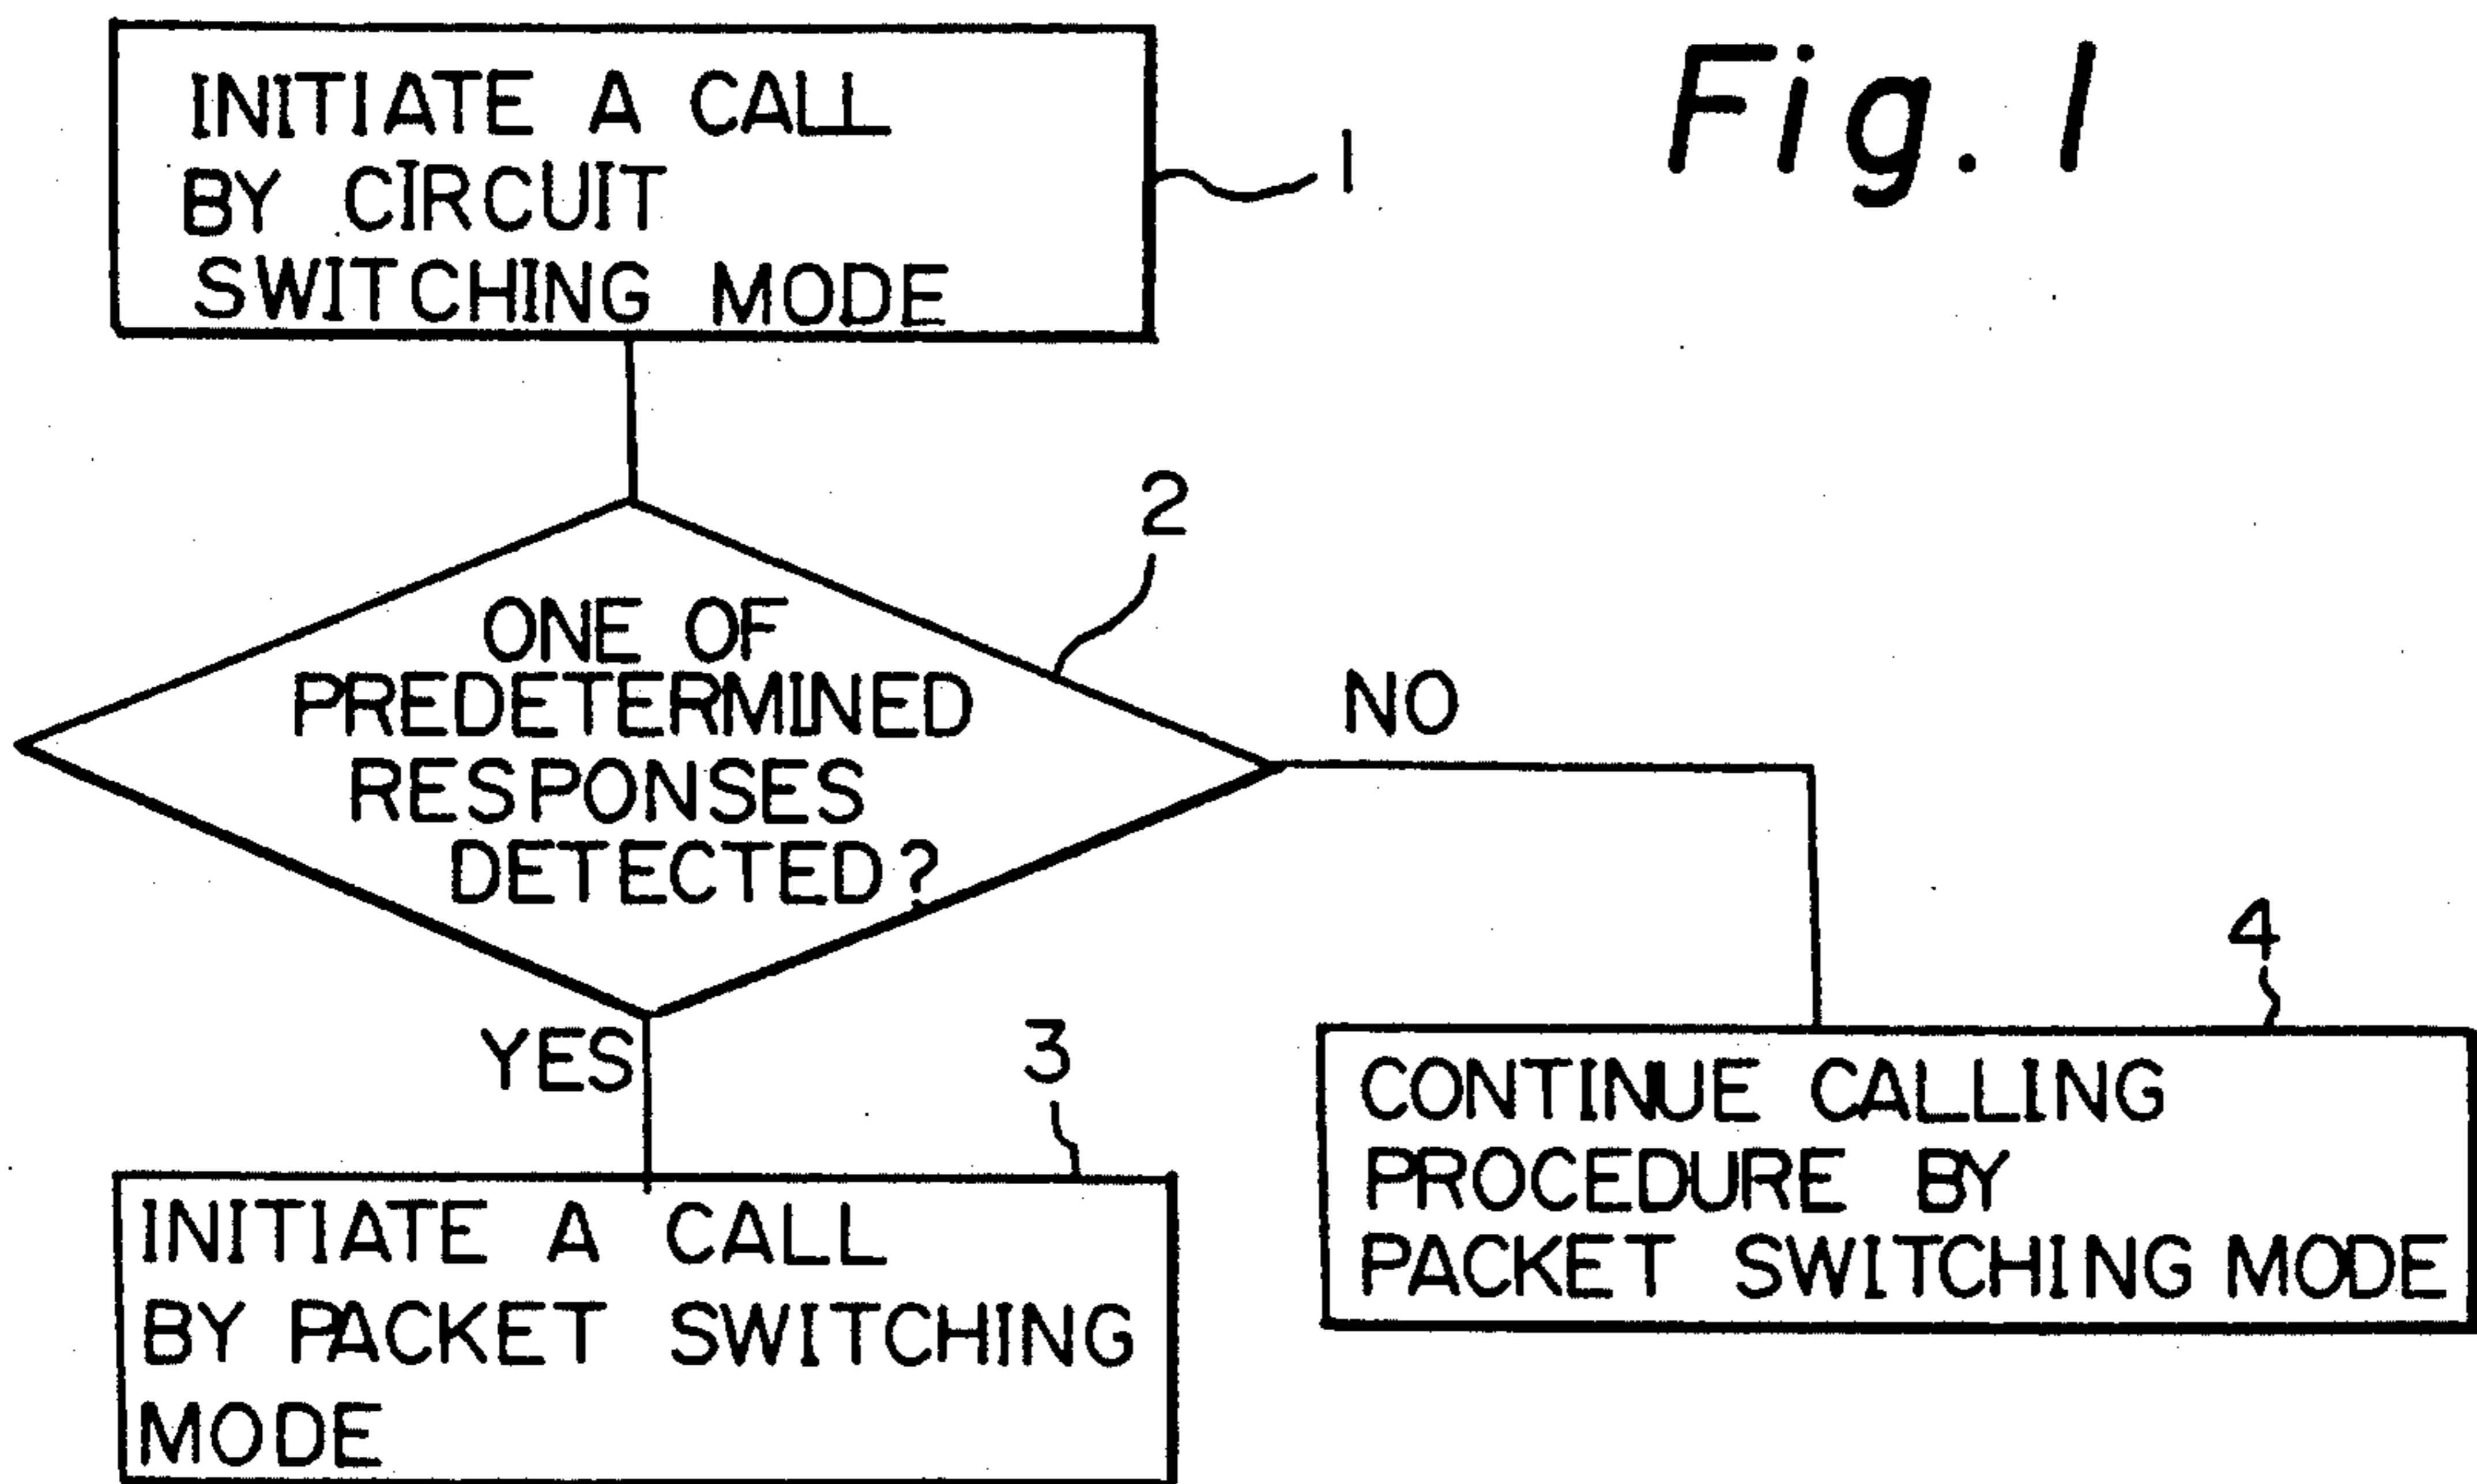 Fig. 1
INITIATE A CALL
BY CIRCUIT
SWITCHING MODE
1
2
ONE OF
PREDETERMINED
RESPONSES
DETECTED?
NO
YES
3
4
INITIATE A CALL
BY PACKET SWITCHING
MODE
CONTINUE CALLING
PROCEDURE BY
PACKET SWITCHING MODE